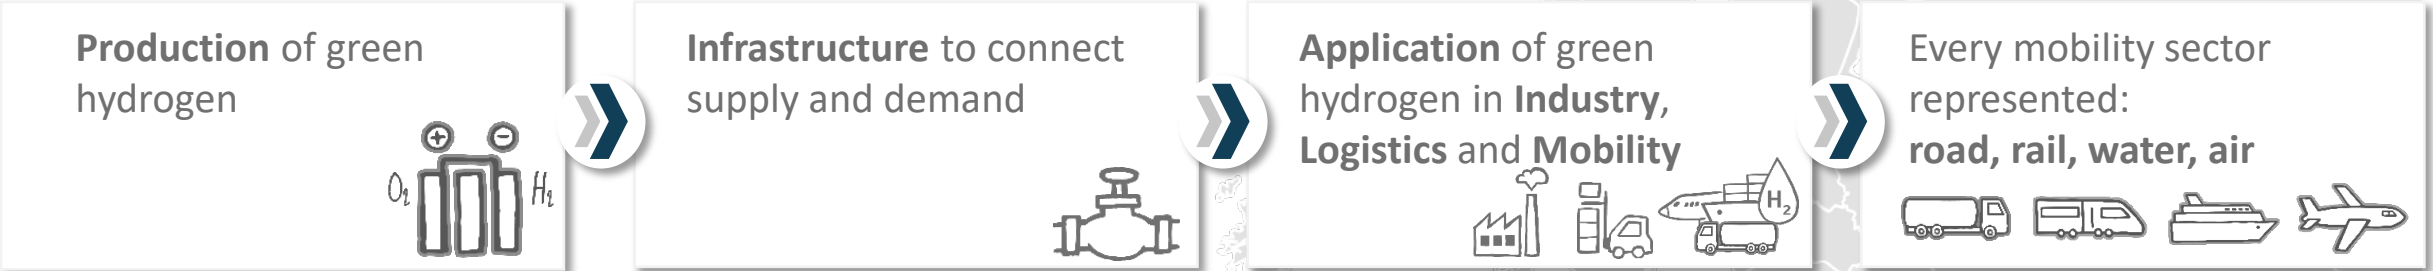 Production of green
hydrogen
O₂
H₂
Infrastructure to connect
supply and demand
Application of green
hydrogen in Industry,
Logistics and Mobility
H₂
Every mobility sector
represented:
road, rail, water, air